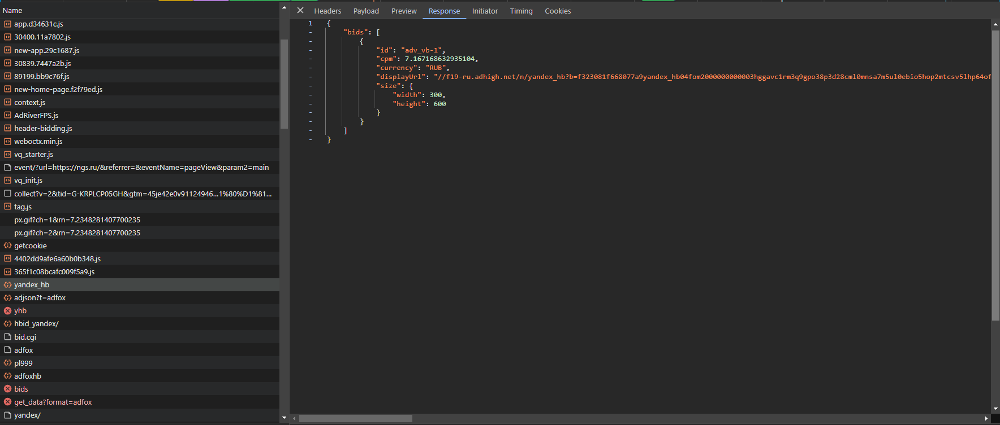 Name
app.d34631c.js
30400.11a7802.js
new-app.29c1687.js
30839.7447a2b.js
89199.bb9c76f.js
new-home-page.f2f79ed.js
context.js
AdRiverFPS.js
header-bidding.js
weboctx.min.js
vq_starter.js
event/?url=https://ngs.ru/&referrer=&eventName=pageView&param2=main
vq_init.js
collect?v=2&tid=G-KRPLCP05GH&gtm=45je42e0v91124946...1%80%D1%81...
tag.js
px.gif?ch=1&rn=7.2348281407700235
px.gif?ch=2&rn=7.2348281407700235
getcookie
4402dd9afe6a60b0b348.js
365f1c08bcafc009f5a9.js
yandex_hb
adjson?t=adfox
yhb
hbid_yandex/
bid.cgi
adfox
pl999
adfoxhb
bids
get_data?format=adfox
yandex/
Headers Payload Preview Response Initiator Timing Cookies
1 {
- "bids": [
- {
- "id": "adv_vb-1",
- "cpm": 7.167168632935104,
- "currency": "RUB",
- "displayUrl": "//f19-ru.adhigh.net/n/yandex_hb?b=f323081f668077a9yandex_hb04fom2000000000003hggavc1rm3q9gpo38p3d28cml0mnsa7m5ul0ebio5hop2mtcsv5lhp64of
- "size": {
- "width": 300,
- "height": 600
- }
- }
- ]
- }